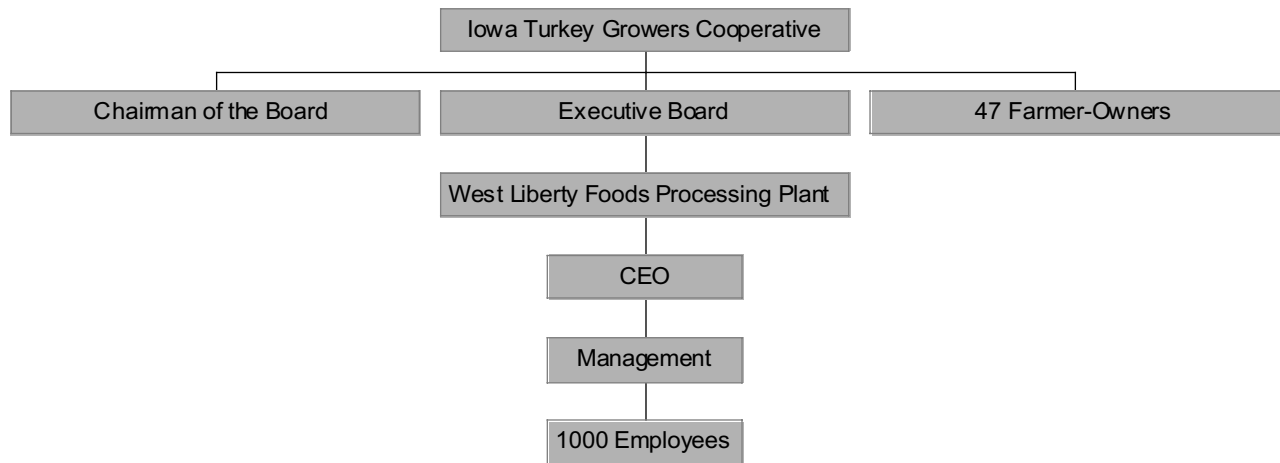 Iowa Turkey Growers Cooperative
Chairman of the Board
Executive Board
47 Farmer-Owners
West Liberty Foods Processing Plant
CEO
Management
1000 Employees